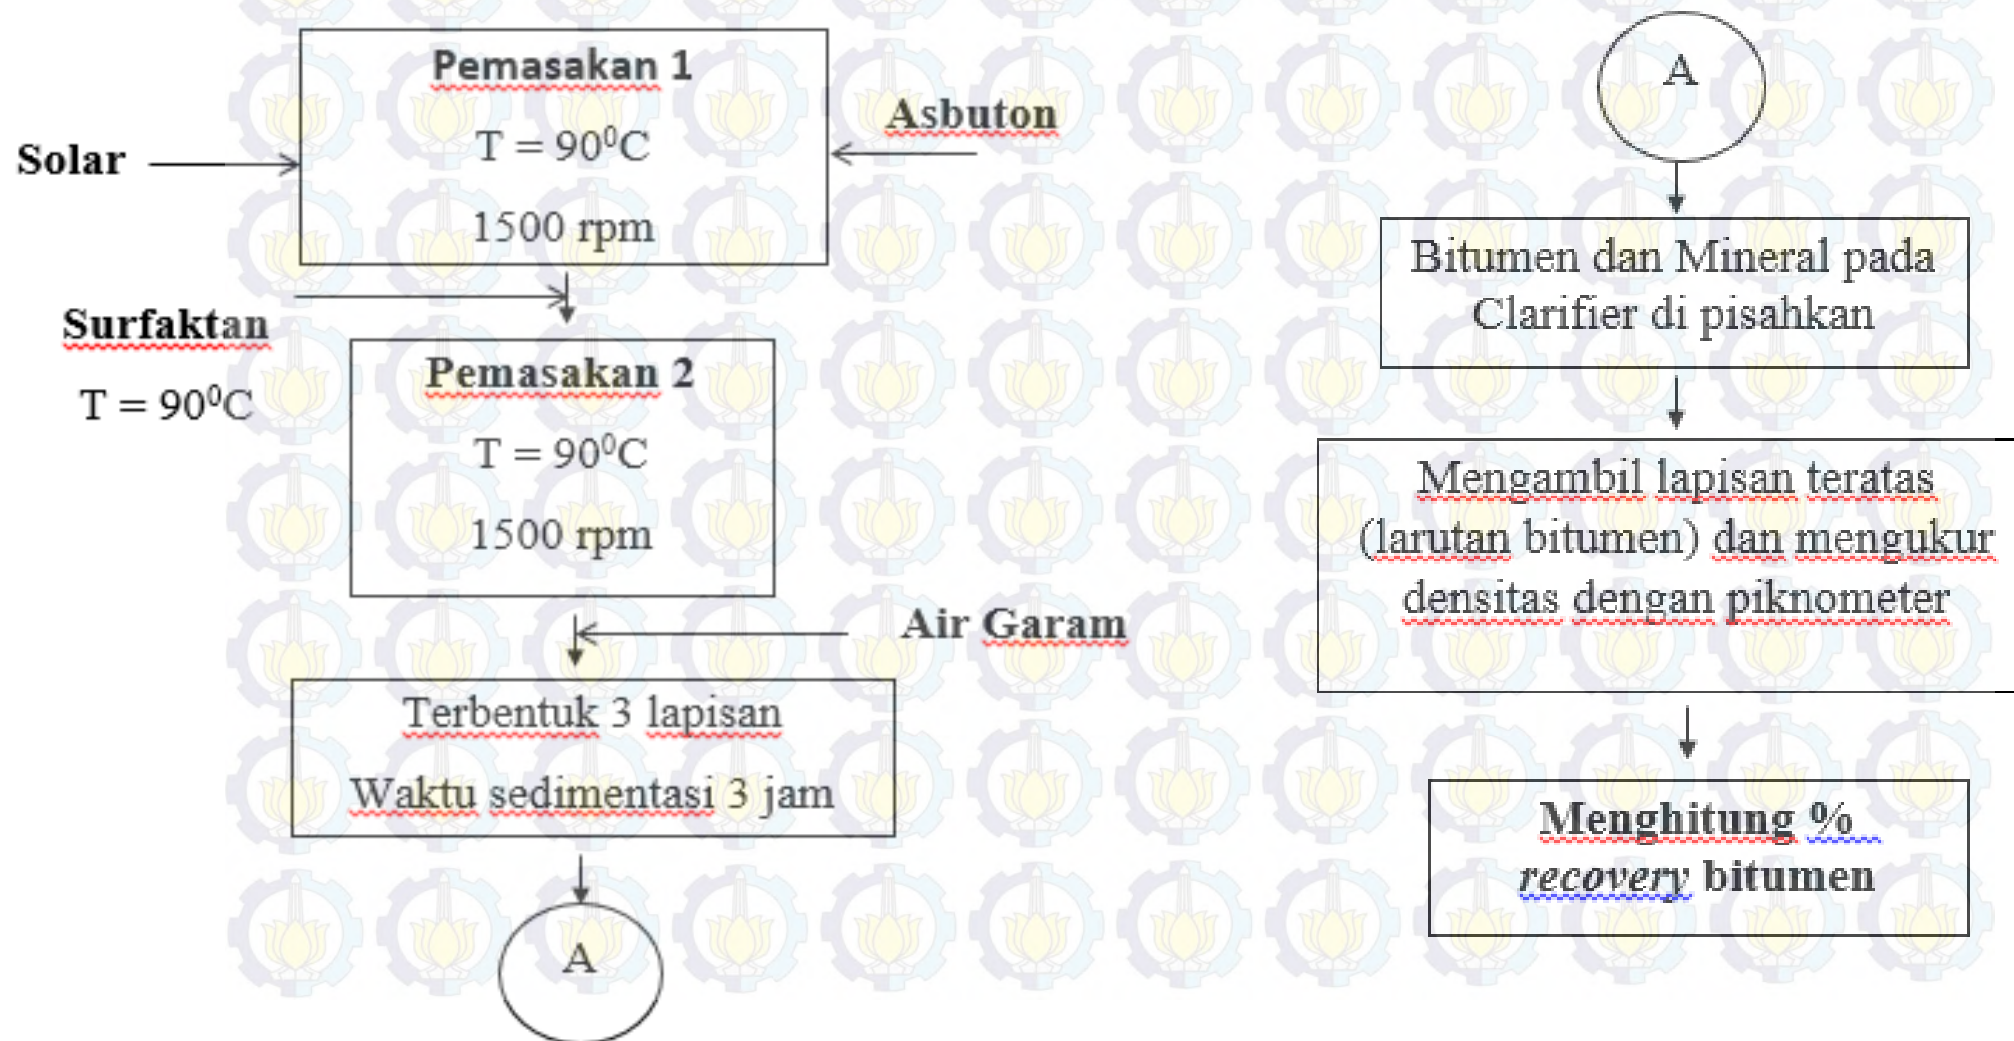 Pemasakan 1
T = 90⁰C
1500 rpm
Solar
Asbuton
Surfaktan
T = 90⁰C
Pemasakan 2
T = 90⁰C
1500 rpm
Air Garam
Terbentuk 3 lapisan
Waktu sedimentasi 3 jam
A
A
Bitumen dan Mineral pada
Clarifier di pisahkan
Mengambil lapisan teratas
(larutan bitumen) dan mengukur
densitas dengan piknometer
Menghitung %
recovery bitumen